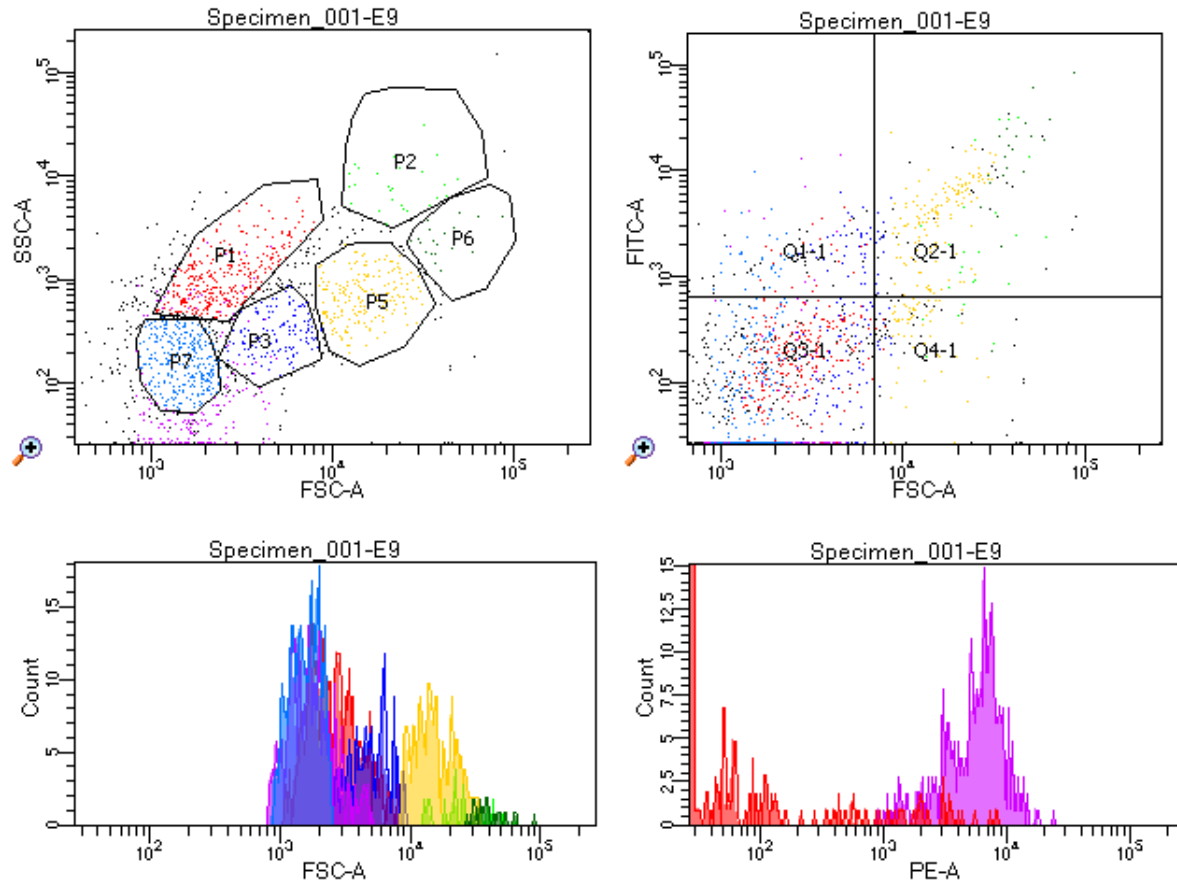 Specimen_001-E9
SSC-A
10^5
10^4
10^3
10^2
P1
P2
P3
P5
P6
P7
10^3
10^4
10^5
FSC-A
Specimen_001-E9
FITC-A
10^5
10^4
10^3
10^2
Q1-1
Q2-1
Q3-1
Q4-1
10^3
10^4
10^5
FSC-A
Specimen_001-E9
Count
15
10
5
0
10^2
10^3
10^4
10^5
FSC-A
Specimen_001-E9
Count
15
12.5
10
7.5
5
2.5
0
10^2
10^3
10^4
10^5
PE-A